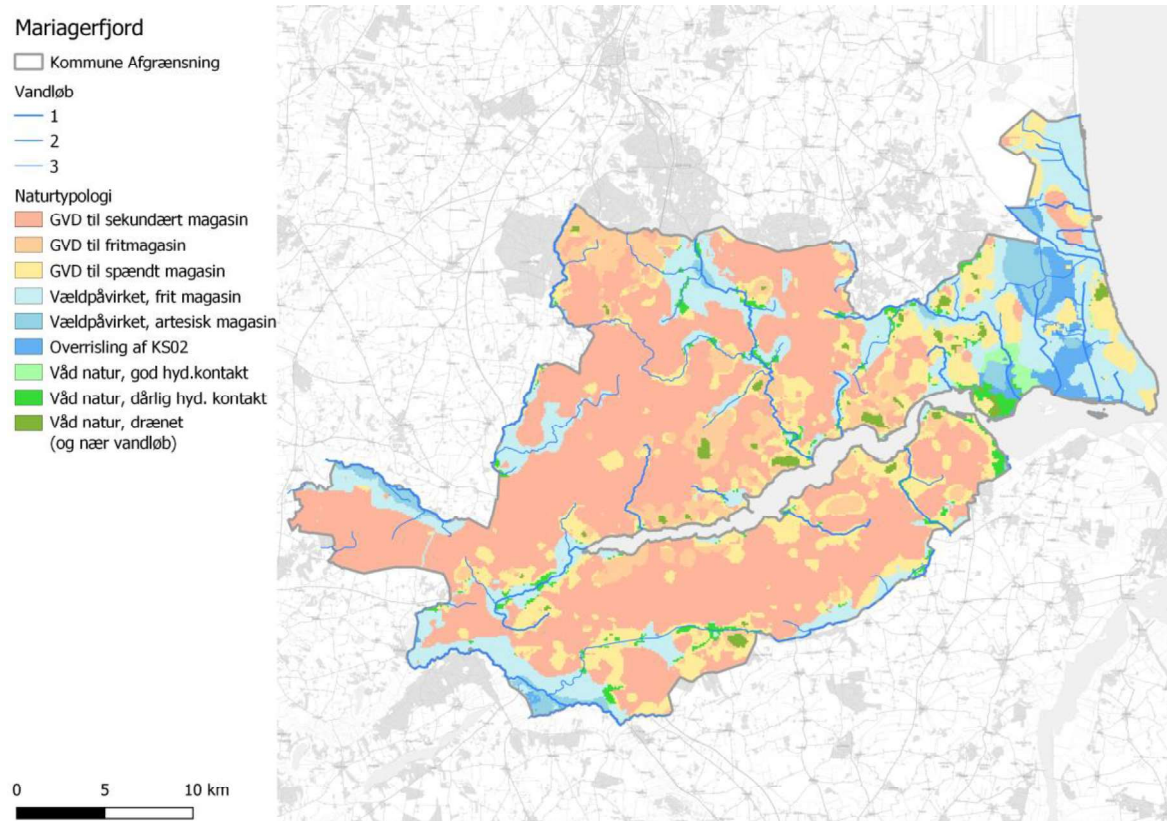 Mariagerfjord
Kommune Afgrænsning
Vandløb
1
2
3
Naturtypologi
GVD til sekundært magasin
GVD til fritmagasin
GVD til spændt magasin
Vældpåvirket, frit magasin
Vældpåvirket, artesisk magasin
Overrisling af KS02
Våd natur, god hyd.kontakt
Våd natur, dårlig hyd. kontakt
Våd natur, drænet
(og nær vandløb)
0 5 10 km